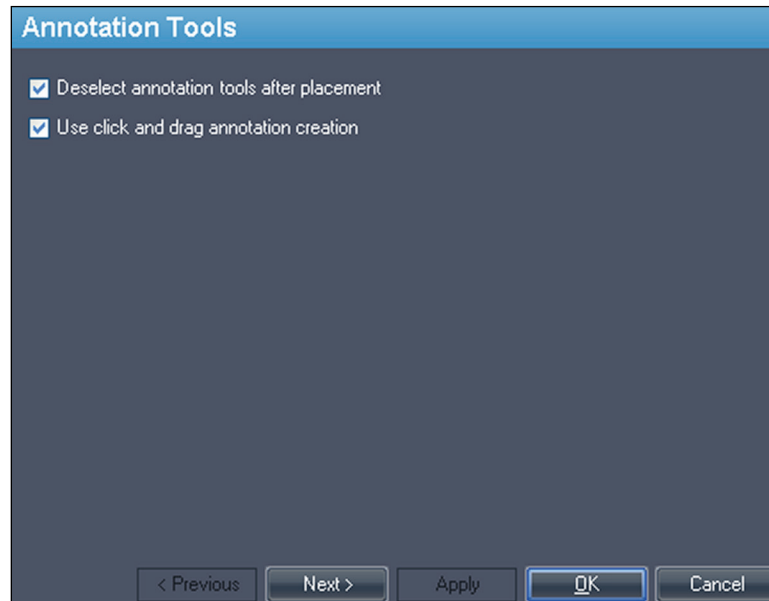 Annotation Tools
Deselect annotation tools after placement
Use click and drag annotation creation
< Previous Next > Apply OK Cancel